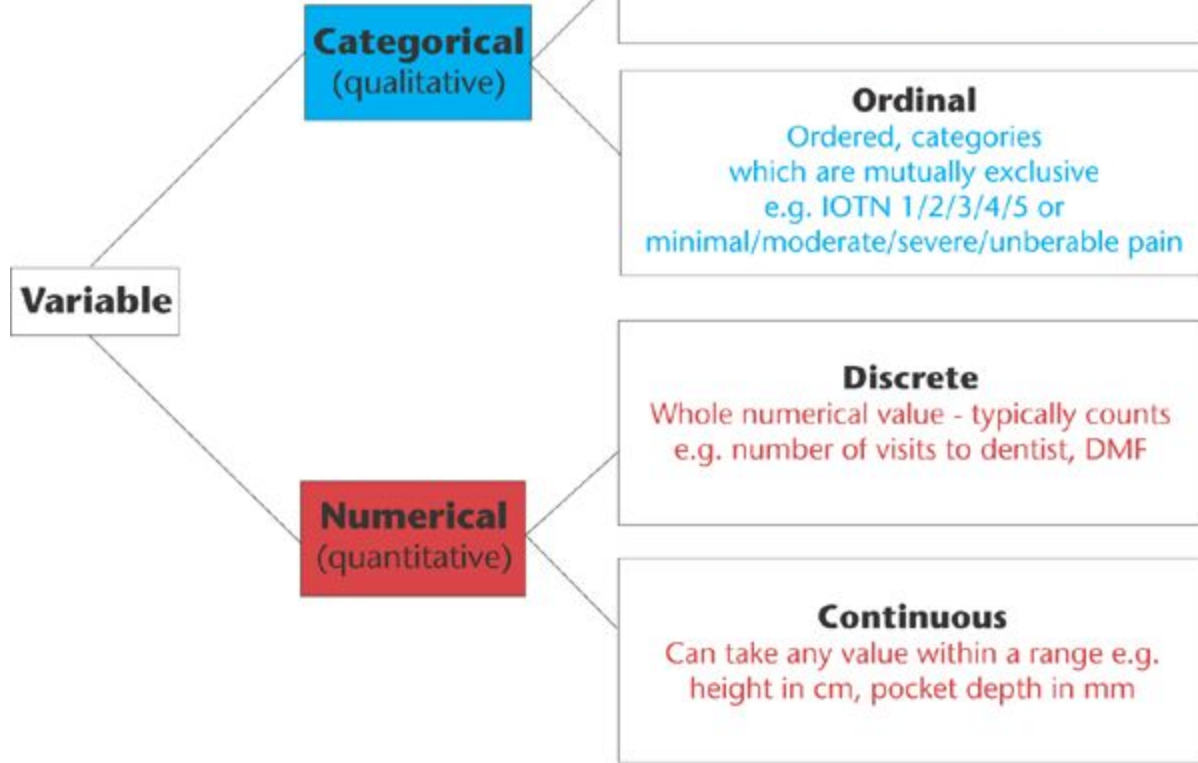 Categorical
(qualitative)
Ordinal
Ordered, categories
which are mutually exclusive
e.g. IOTN 1/2/3/4/5 or
minimal/moderate/severe/unberable pain
Variable
Discrete
Whole numerical value - typically counts
e.g. number of visits to dentist, DMF
Numerical
(quantitative)
Continuous
Can take any value within a range e.g.
height in cm, pocket depth in mm